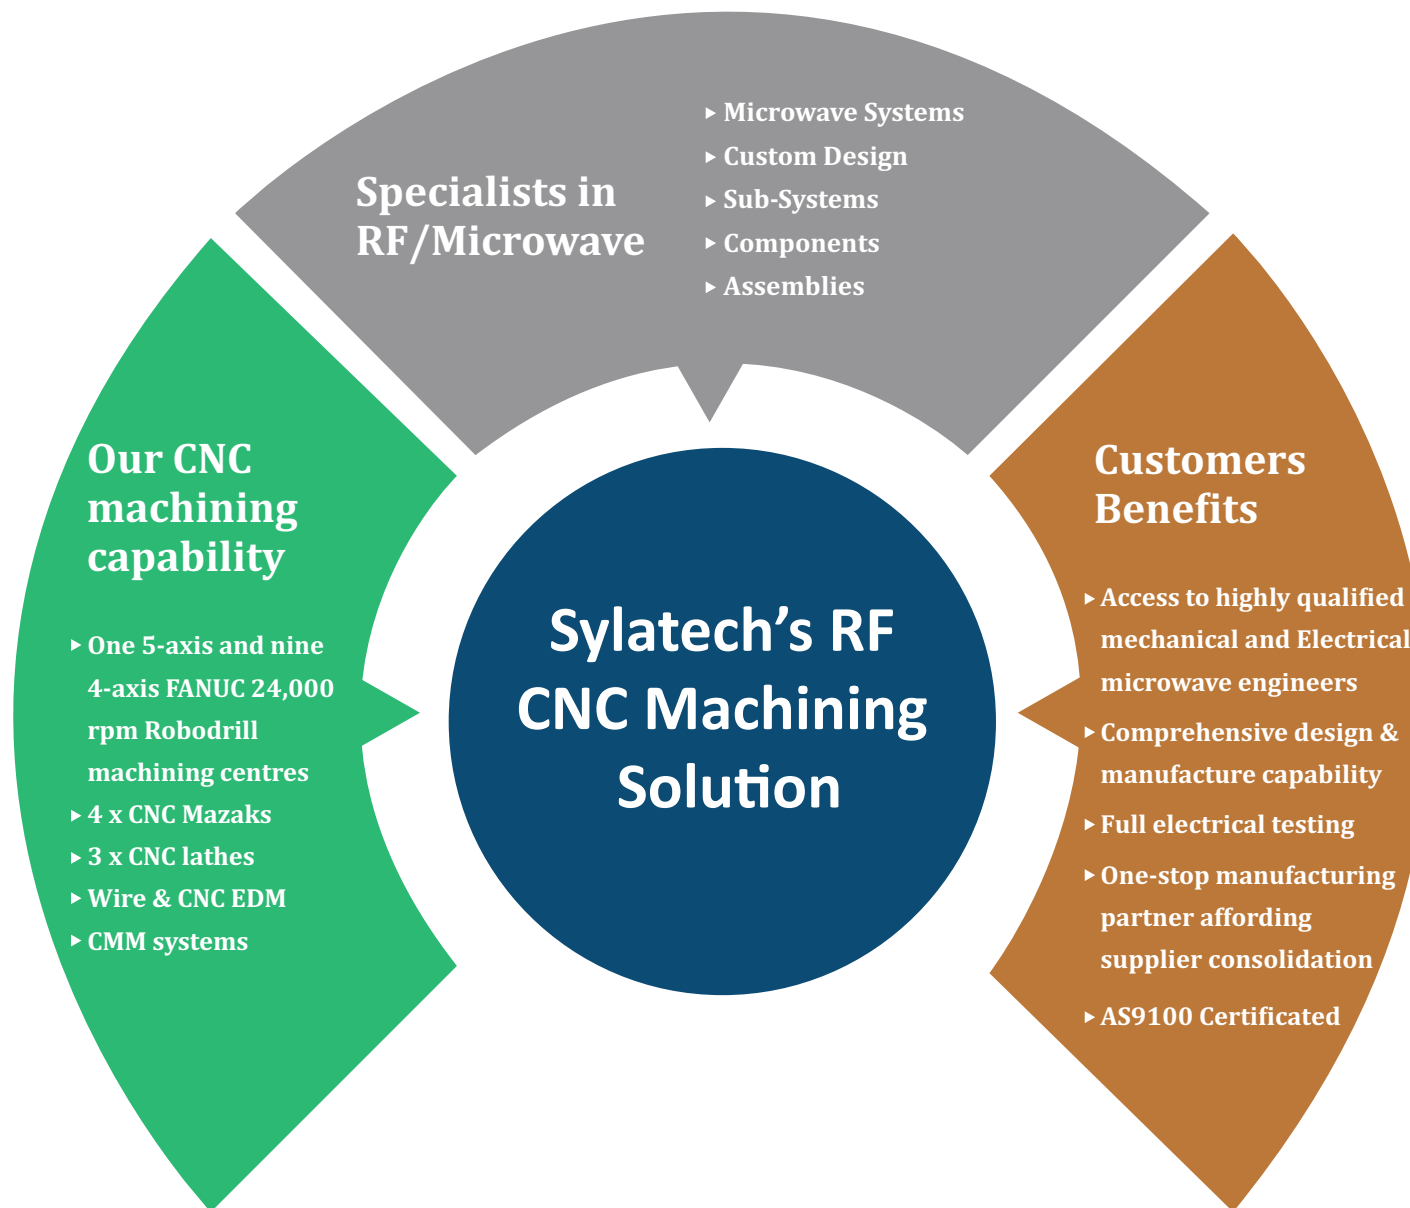 Specialists in
RF/Microwave
▸ Microwave Systems
▸ Custom Design
▸ Sub-Systems
▸ Components
▸ Assemblies
Our CNC
machining
capability
▸ One 5-axis and nine
4-axis FANUC 24,000
rpm Robodrill
machining centres
▸ 4 x CNC Mazaks
▸ 3 x CNC lathes
▸ Wire & CNC EDM
▸ CMM systems
Sylatech’s RF
CNC Machining
Solution
Customers
Benefits
▸ Access to highly qualified
mechanical and Electrical
microwave engineers
▸ Comprehensive design &
manufacture capability
▸ Full electrical testing
▸ One-stop manufacturing
partner affording
supplier consolidation
▸ AS9100 Certificated